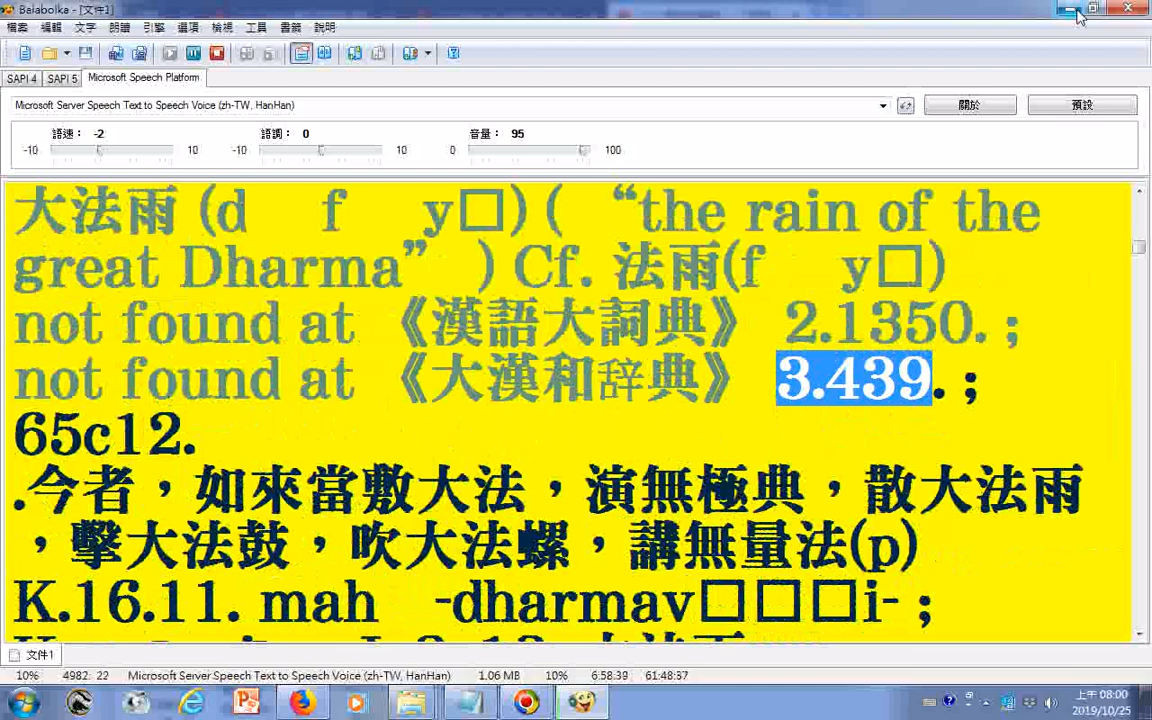 Balabolka - [文件1]
檔案 編輯 文字 朗讀 引擎 選項 檢視 工具 書籤 說明
SAPI 4 SAPI 5 Microsoft Speech Platform
Microsoft Server Speech Text to Speech Voice (zh-TW, HanHan) 關於 預設
語速： -2 語調： 0 音量： 95
-10 10 -10 10 0 100
大法雨 (d f y□) ( “the rain of the
great Dharma” ) Cf. 法雨(f y□)
not found at 《漢語大詞典》 2.1350. ;
not found at 《大漢和辞典》 3.439. ;
65c12.
.今者，如來當敷大法，演無極典，散大法雨
，擊大法鼓，吹大法螺，講無量法(p)
K.16.11. mah -dharmav□□□i- ;
文件1
10% 4982: 22 Microsoft Server Speech Text to Speech Voice (zh-TW, HanHan) 1.06 MB 10% 6:58:39 61:48:37
上午 08:00
2019/10/25